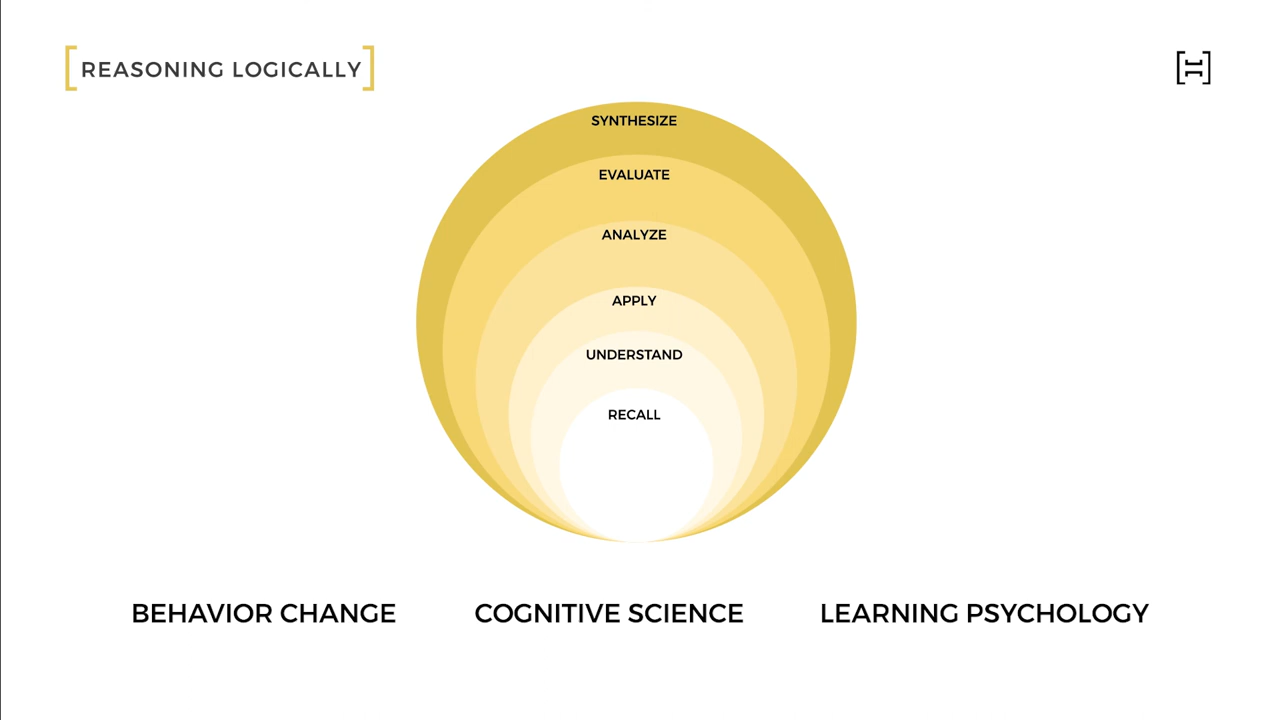 REASONING LOGICALLY
SYNTHESIZE
EVALUATE
ANALYZE
APPLY
UNDERSTAND
RECALL
BEHAVIOR CHANGE
COGNITIVE SCIENCE
LEARNING PSYCHOLOGY